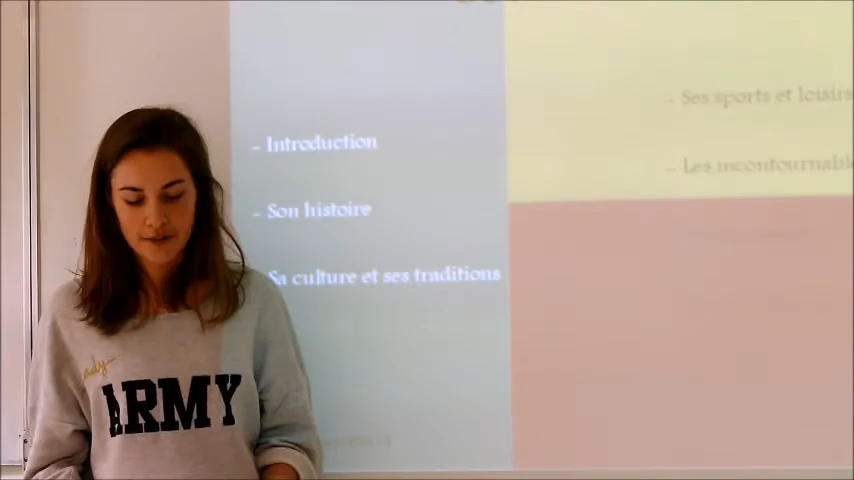 - Introduction
- Son histoire
Sa culture et ses traditions
- Ses sports et loisirs
- Les incontournabl
ARMY